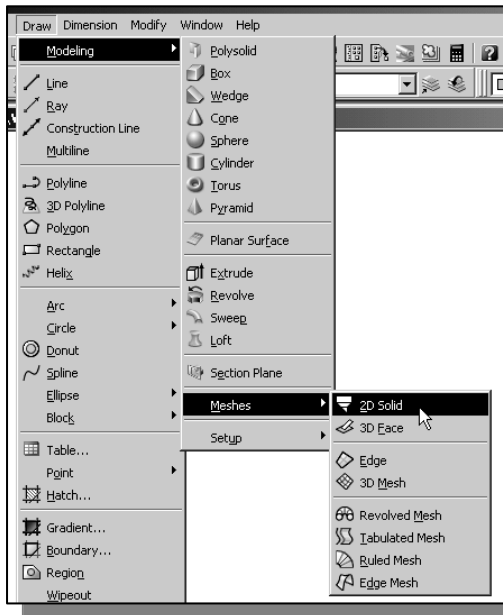 Draw Dimension Modify Window Help
Modeling
Line
Ray
Construction Line
Multiline
Polyline
3D Polyline
Polygon
Rectangle
Helix
Arc
Circle
Donut
Spline
Ellipse
Block
Table...
Point
Hatch...
Gradient...
Boundary...
Region
Wipeout
Polysolid
Box
Wedge
Cone
Sphere
Cylinder
Torus
Pyramid
Planar Surface
Extrude
Revolve
Sweep
Loft
Section Plane
Meshes
Setup
2D Solid
3D Face
Edge
3D Mesh
Revolved Mesh
Tabulated Mesh
Ruled Mesh
Edge Mesh